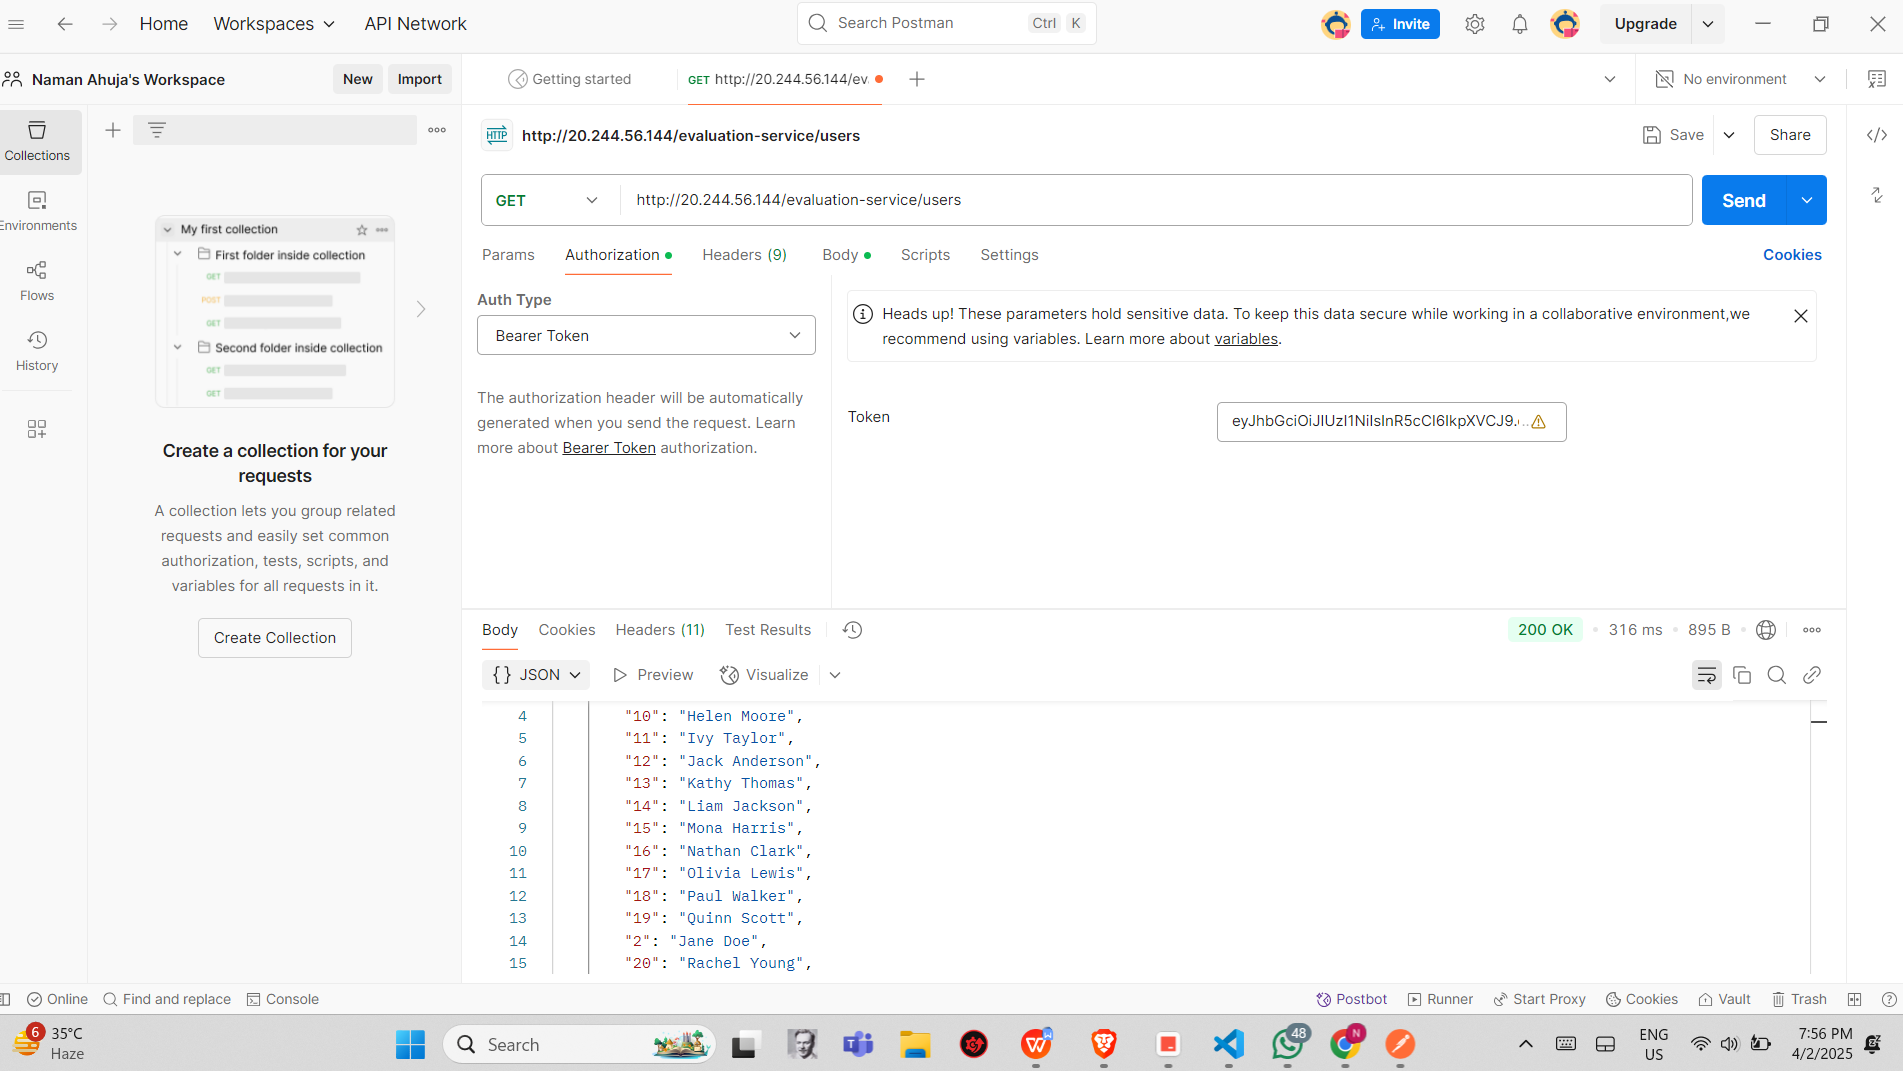 Home
Workspaces
API Network
Search Postman
Ctrl K
Invite
Upgrade
Naman Ahuja's Workspace
New
Import
Getting started
GET http://20.244.56.144/ev
No environment
Collections
Environments
Flows
History
My first collection
First folder inside collection
GET
POST
GET
Second folder inside collection
GET
GET
Create a collection for your
requests
A collection lets you group related
requests and easily set common
authorization, tests, scripts, and
variables for all requests in it.
Create Collection
HTTP http://20.244.56.144/evaluation-service/users
Save
Share
GET
http://20.244.56.144/evaluation-service/users
Send
Params
Authorization
Headers (9)
Body
Scripts
Settings
Cookies
Auth Type
Bearer Token
The authorization header will be automatically
generated when you send the request. Learn
more about Bearer Token authorization.
Heads up! These parameters hold sensitive data. To keep this data secure while working in a collaborative environment,we
recommend using variables. Learn more about variables.
Token
eyJhbGciOiJIUzI1NiIsInR5cCI6IkpXVCJ9.…
Body
Cookies
Headers (11)
Test Results
200 OK
316 ms
895 B
{} JSON
Preview
Visualize
4 "10": "Helen Moore",
5 "11": "Ivy Taylor",
6 "12": "Jack Anderson",
7 "13": "Kathy Thomas",
8 "14": "Liam Jackson",
9 "15": "Mona Harris",
10 "16": "Nathan Clark",
11 "17": "Olivia Lewis",
12 "18": "Paul Walker",
13 "19": "Quinn Scott",
14 "2": "Jane Doe",
15 "20": "Rachel Young",
Online
Find and replace
Console
Postbot
Runner
Start Proxy
Cookies
Vault
Trash
6
35°C
Haze
Search
48
N
ENG
US
7:56 PM
4/2/2025